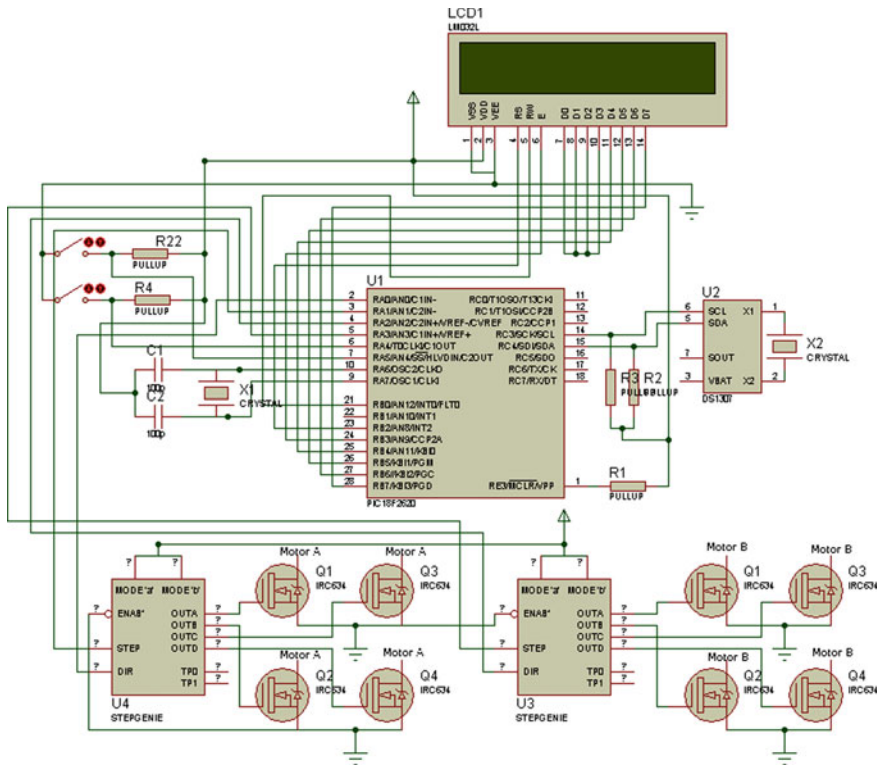 LCD1
LM032L
VSS VDD VEE RS RW E D0 D1 D2 D3 D4 D5 D6 D7
1 2 3 4 5 6 7 8 9 10 11 12 13 14
R22
PULLUP
R4
PULLUP
C1
100p
C2
100p
X1
CRYSTAL
U1
2 RA0/AN0/C1IN- RC0/T1OSO/T13CKI 11
3 RA1/AN1/C2IN- RC1/T1OSI/CCP2B 12
4 RA2/AN2/C2IN+/VREF-/CVREF RC2/CCP1 13
5 RA3/AN3/C1IN+/VREF+ RC3/SCK/SCL 14
6 RA4/T0CLKI/C1OUT RC4/SDI/SDA 15
7 RA5/AN4/SS/HLVDIN/C2OUT RC5/SDO 16
10 RA6/OSC2/CLKO RC6/TX/CK 17
9 RA7/OSC1/CLKI RC7/RX/DT 18
21 RB0/AN12/INT0/FLT0
22 RB1/AN10/INT1
23 RB2/AN8/INT2
24 RB3/AN9/CCP2A
25 RB4/AN11/KBI0
26 RB5/KBI1/PGM
27 RB6/KBI2/PGC
28 RB7/KBI3/PGD
RE3/MCLR/VPP 1
PIC18F2620
R3
PULLUP
R2
PULLUP
R1
PULLUP
U2
6 SCL X1 1
5 SDA
7 SOUT
3 VBAT X2 2
DS1307
X2
CRYSTAL
? ?
MODE'a' MODE'b'
? ENAB* OUTA ?
OUTB ?
OUTC ?
? STEP OUTD ?
? DIR TP0 ?
TP1 ?
U4
STEPGENIE
Motor A
Q1
IRC634
Motor A
Q3
IRC634
Motor A
Q2
IRC634
Motor A
Q4
IRC634
? ?
MODE'a' MODE'b'
? ENAB* OUTA ?
OUTB ?
OUTC ?
? STEP OUTD ?
? DIR TP0 ?
TP1 ?
U3
STEPGENIE
Motor B
Q1
IRC634
Motor B
Q3
IRC634
Motor B
Q2
IRC634
Motor B
Q4
IRC634